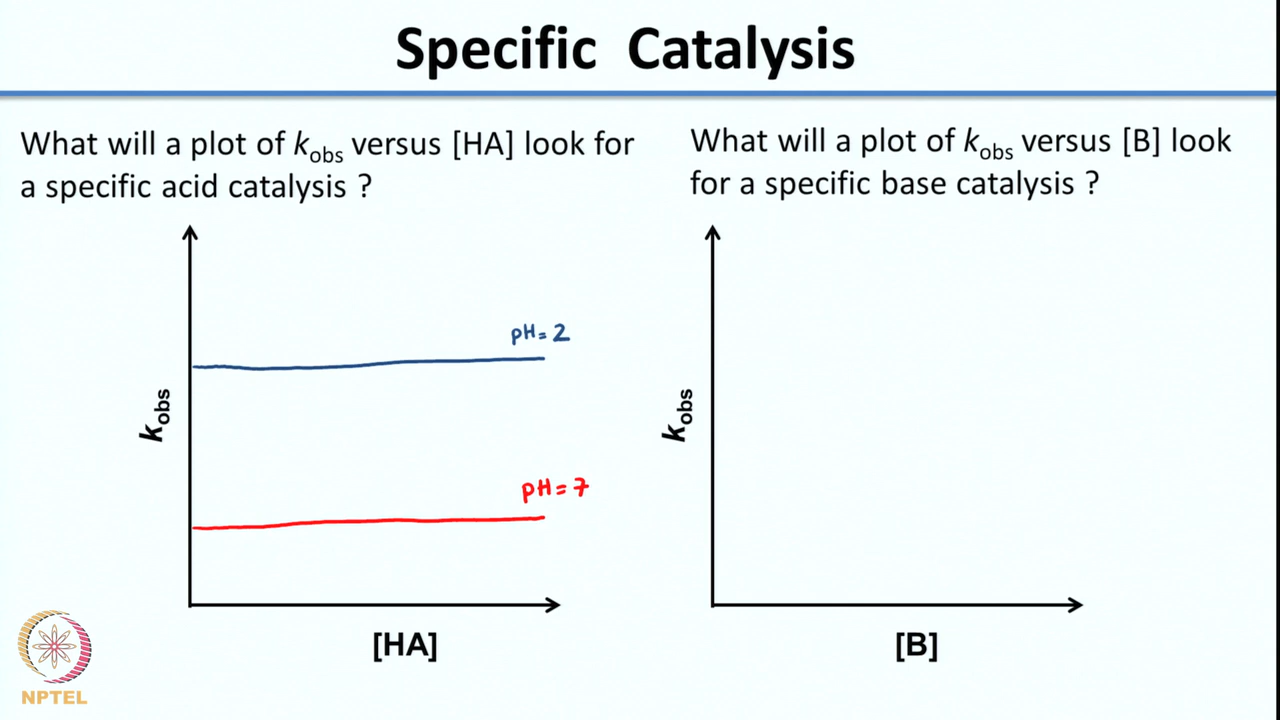 Specific Catalysis
What will a plot of kobs versus [HA] look for
a specific acid catalysis ?
pH=2
kobs
pH=7
[HA]
What will a plot of kobs versus [B] look
for a specific base catalysis ?
kobs
[B]
NPTEL